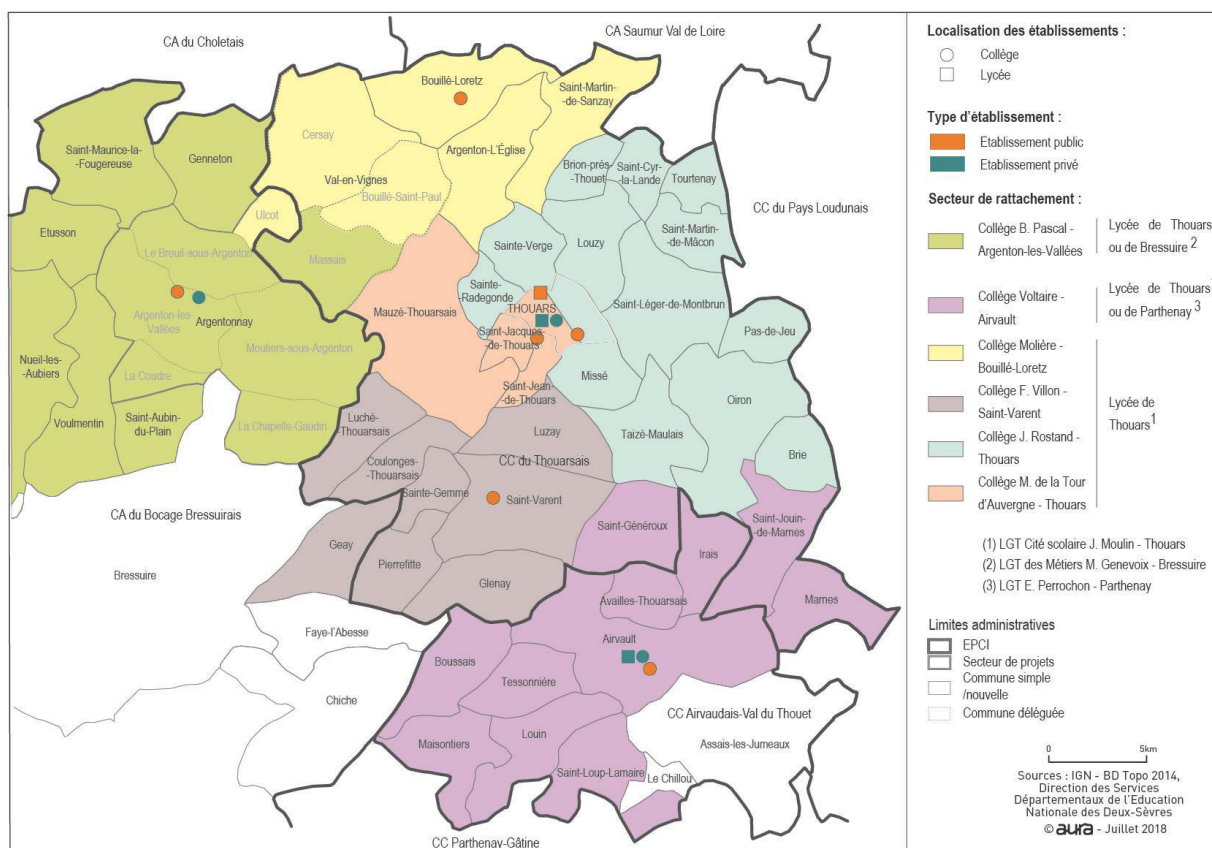 CA du Choletais
CA Saumur Val de Loire
Bouillé-Loretz
Saint-Martin-
-de-Sanzay
Cersay
Saint-Maurice-la-
-Fougereuse
Genneton
Argenton-L'Église
Brion-près-
-Thouet
Saint-Cyr-
-la-Lande
Tourtenay
Val-en-Vignes
Bouillé-Saint-Paul
CC du Pays Loudunais
Ulcot
Etusson
Sainte-Verge
Louzy
Saint-Martin-
-de-Mâcon
Le Breuil-sous-Argenton
Massais
Sainte-
-Radegonde
THOUARS
Saint-Léger-de-Montbrun
Mauzé-Thouarsais
Argenton-les-
-Vallées
Argentonnay
Saint-Jacques-
-de-Thouars
Pas-de-Jeu
Moutiers-sous-Argenton
Nueil-les-
-Aubiers
La Coudre
Missé
Saint-Jean-
-de-Thouars
Oiron
Voulmentin
Saint-Aubin-
-du-Plain
La Chapelle-Gaudin
Luché-
-Thouarsais
Luzay
Taizé-Maulais
Brie
Coulonges-
-Thouarsais
CC du Thouarsais
Sainte-Gemme
Saint-Varent
CA du Bocage Bressuirais
Saint-Généroux
Saint-Jouin-
-de-Marnes
Irais
Geay
Pierrefitte
Bressuire
Glenay
Availles-Thouarsais
Marnes
Faye-l'Abesse
Airvault
Boussais
Tessonnière
Chiche
CC Airvaudais-Val du Thouet
Louin
Assais-les-Jumeaux
Maisontiers
Saint-Loup-Lamaire
Le Chillou
CC Parthenay-Gâtine
Localisation des établissements :
Collège
Lycée
Type d'établissement :
Etablissement public
Etablissement privé
Secteur de rattachement :
Collège B. Pascal -
Argenton-les-Vallées
Lycée de Thouars
ou de Bressuire 2
Collège Voltaire -
Airvault
Lycée de Thouars
ou de Parthenay 3
Collège Molière -
Bouillé-Loretz
Collège F. Villon -
Saint-Varent
Collège J. Rostand -
Thouars
Collège M. de la Tour
d'Auvergne - Thouars
Lycée de
Thouars1
(1) LGT Cité scolaire J. Moulin - Thouars
(2) LGT des Métiers M. Genevoix - Bressuire
(3) LGT E. Perrochon - Parthenay
Limites administratives
EPCI
Secteur de projets
Commune simple
/nouvelle
Commune déléguée
0 5km
Sources : IGN - BD Topo 2014,
Direction des Services
Départementaux de l'Education
Nationale des Deux-Sèvres
© aura - Juillet 2018